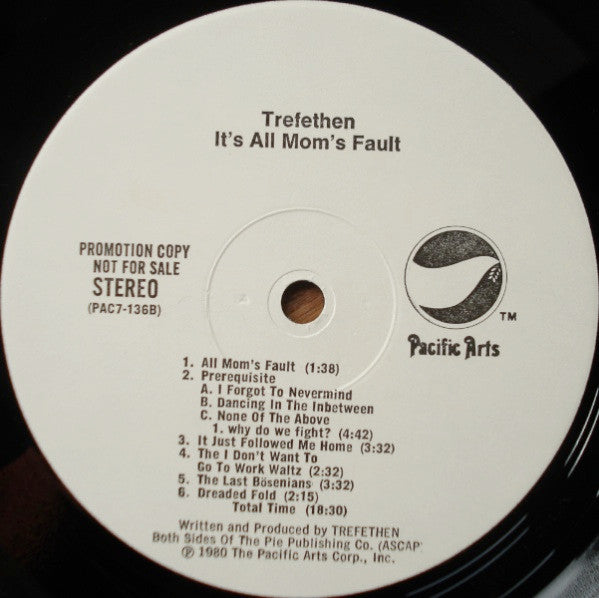 Trefethen
It's All Mom's Fault
PROMOTION COPY
NOT FOR SALE
STEREO
(PAC7-136B)
TM
Pacific Arts
1. All Mom's Fault (1:38)
2. Prerequisite
A. I Forgot To Nevermind
B. Dancing In The Inbetween
C. None Of The Above
1. why do we fight? (4:42)
3. It Just Followed Me Home (3:32)
4. The I Don't Want To
Go To Work Waltz (2:32)
5. The Last Bösenians (3:32)
6. Dreaded Fold (2:15)
Total Time (18:30)
Written and Produced by TREFETHEN
Both Sides Of The Pie Publishing Co. (ASCAP
℗ 1980 The Pacific Arts Corp., Inc.